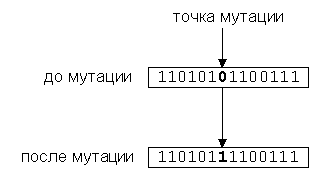 точка мутации
до мутации 11010101100111
после мутации 11010111100111